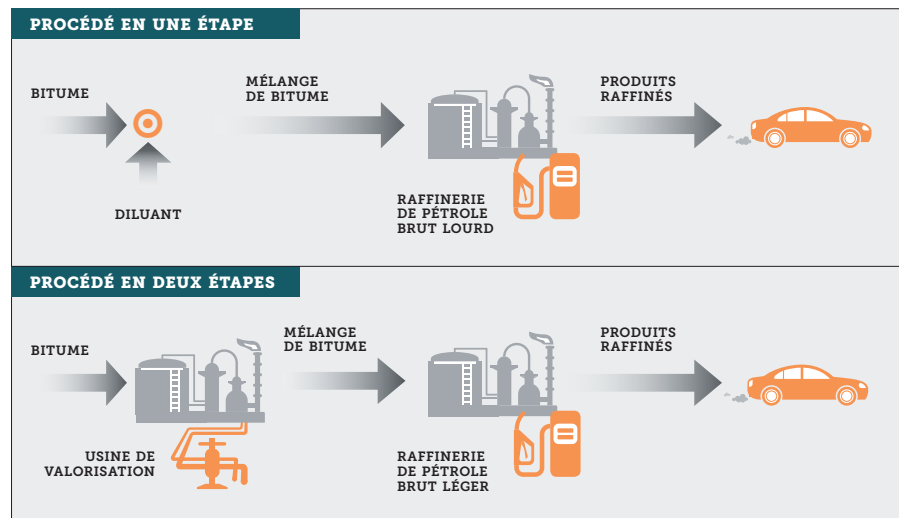 PROCÉDÉ EN UNE ÉTAPE
BITUME
MÉLANGE
DE BITUME
PRODUITS
RAFFINÉS
DILUANT
RAFFINERIE
DE PÉTROLE
BRUT LOURD
PROCÉDÉ EN DEUX ÉTAPES
BITUME
MÉLANGE
DE BITUME
PRODUITS
RAFFINÉS
USINE DE
VALORISATION
RAFFINERIE
DE PÉTROLE
BRUT LÉGER